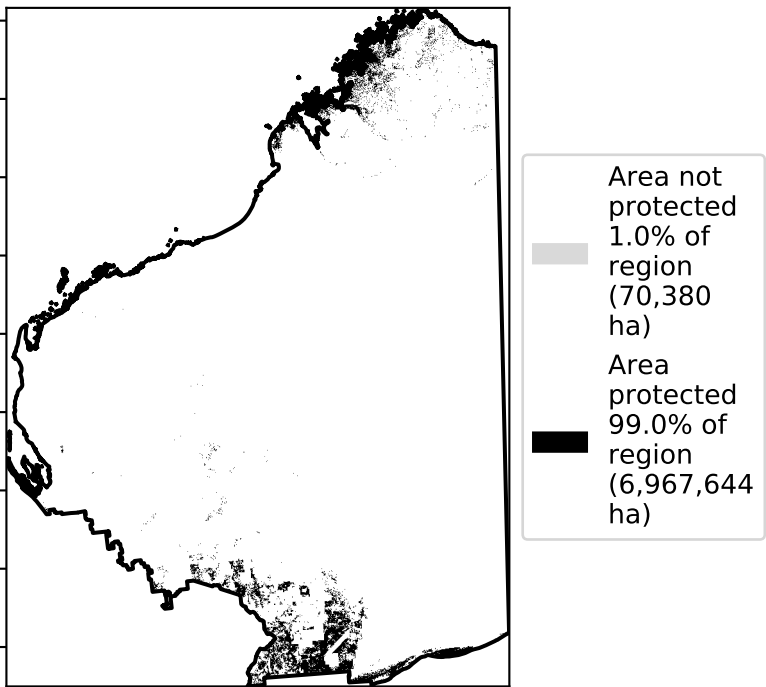 Area not
protected
1.0% of
region
(70,380
ha)
Area
protected
99.0% of
region
(6,967,644
ha)